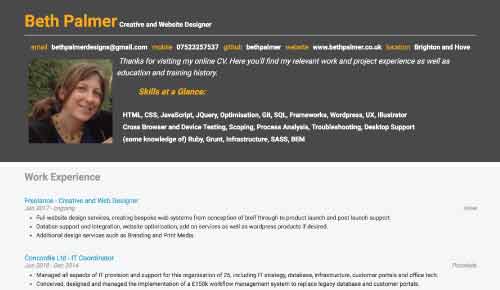 Beth Palmer Creative and Website Designer
email bethpalmerdesigns@gmail.com mobile 07523257537 github bethpalmer website www.bethpalmer.co.uk location Brighton and Hove
Thanks for visiting my online CV. Here you'll find my relevant work and project experience as well as
education and training history.
Skills at a Glance:
HTML, CSS, JavaScript, JQuery, Optimisation, Git, SQL, Frameworks, Wordpress, UX, Illustrator
Cross Browser and Device Testing, Scoping, Process Analysis, Troubleshooting, Desktop Support
(some knowledge of) Ruby, Grunt, Infrastructure, SASS, BEM
Work Experience
Freelance - Creative and Web Designer
Jan 2017 - ongoing Hove
Full website design services, creating bespoke web systems from conception of brief through to product launch and post launch support.
Database support and integration, website optimisation, add on services as well as wordpress products if desired.
Additional design services such as Branding and Print Media.
Concordia Ltd - IT Coordinator
Jun 2010 - Dec 2014 Portslade
Managed all aspects of IT provision and support for this organisation of 25, including IT strategy, database, infrastructure, customer portals and office tech.
Conceived, designed and managed the implementation of a £150k workflow management system to replace legacy database and customer portals.